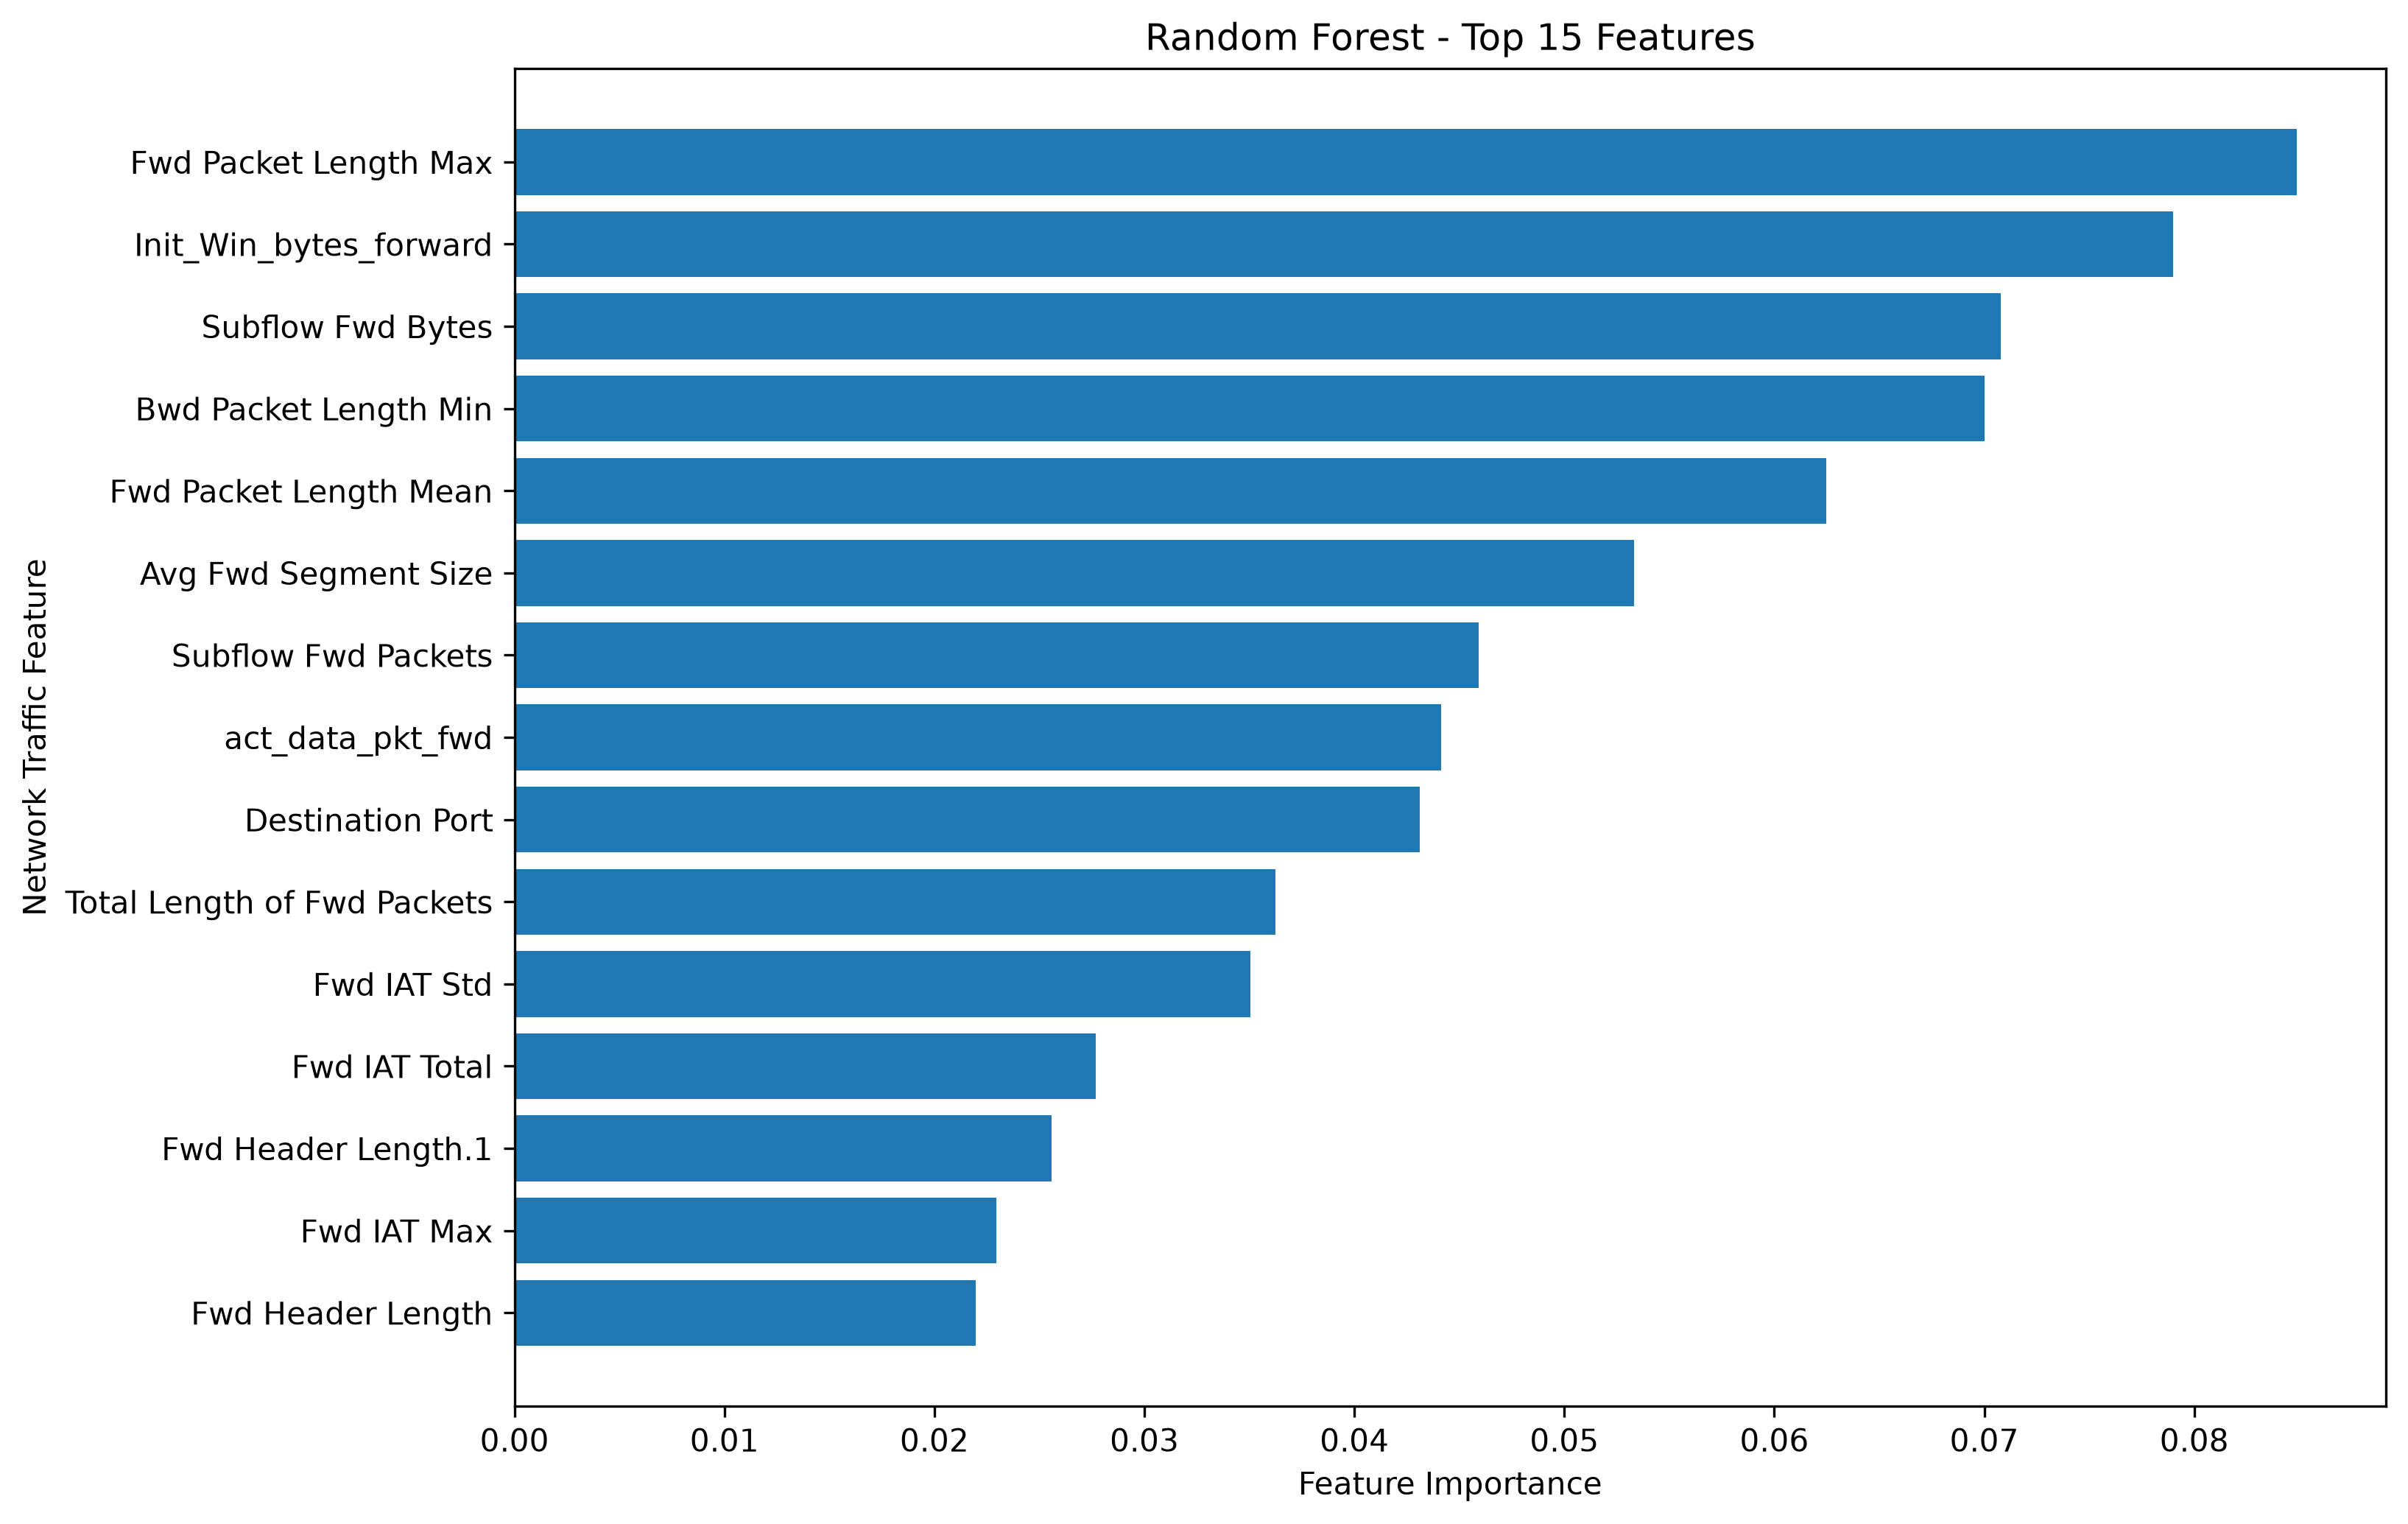 Random Forest - Top 15 Features
Network Traffic Feature
Fwd Packet Length Max
Init_Win_bytes_forward
Subflow Fwd Bytes
Bwd Packet Length Min
Fwd Packet Length Mean
Avg Fwd Segment Size
Subflow Fwd Packets
act_data_pkt_fwd
Destination Port
Total Length of Fwd Packets
Fwd IAT Std
Fwd IAT Total
Fwd Header Length.1
Fwd IAT Max
Fwd Header Length
0.00 0.01 0.02 0.03 0.04 0.05 0.06 0.07 0.08
Feature Importance